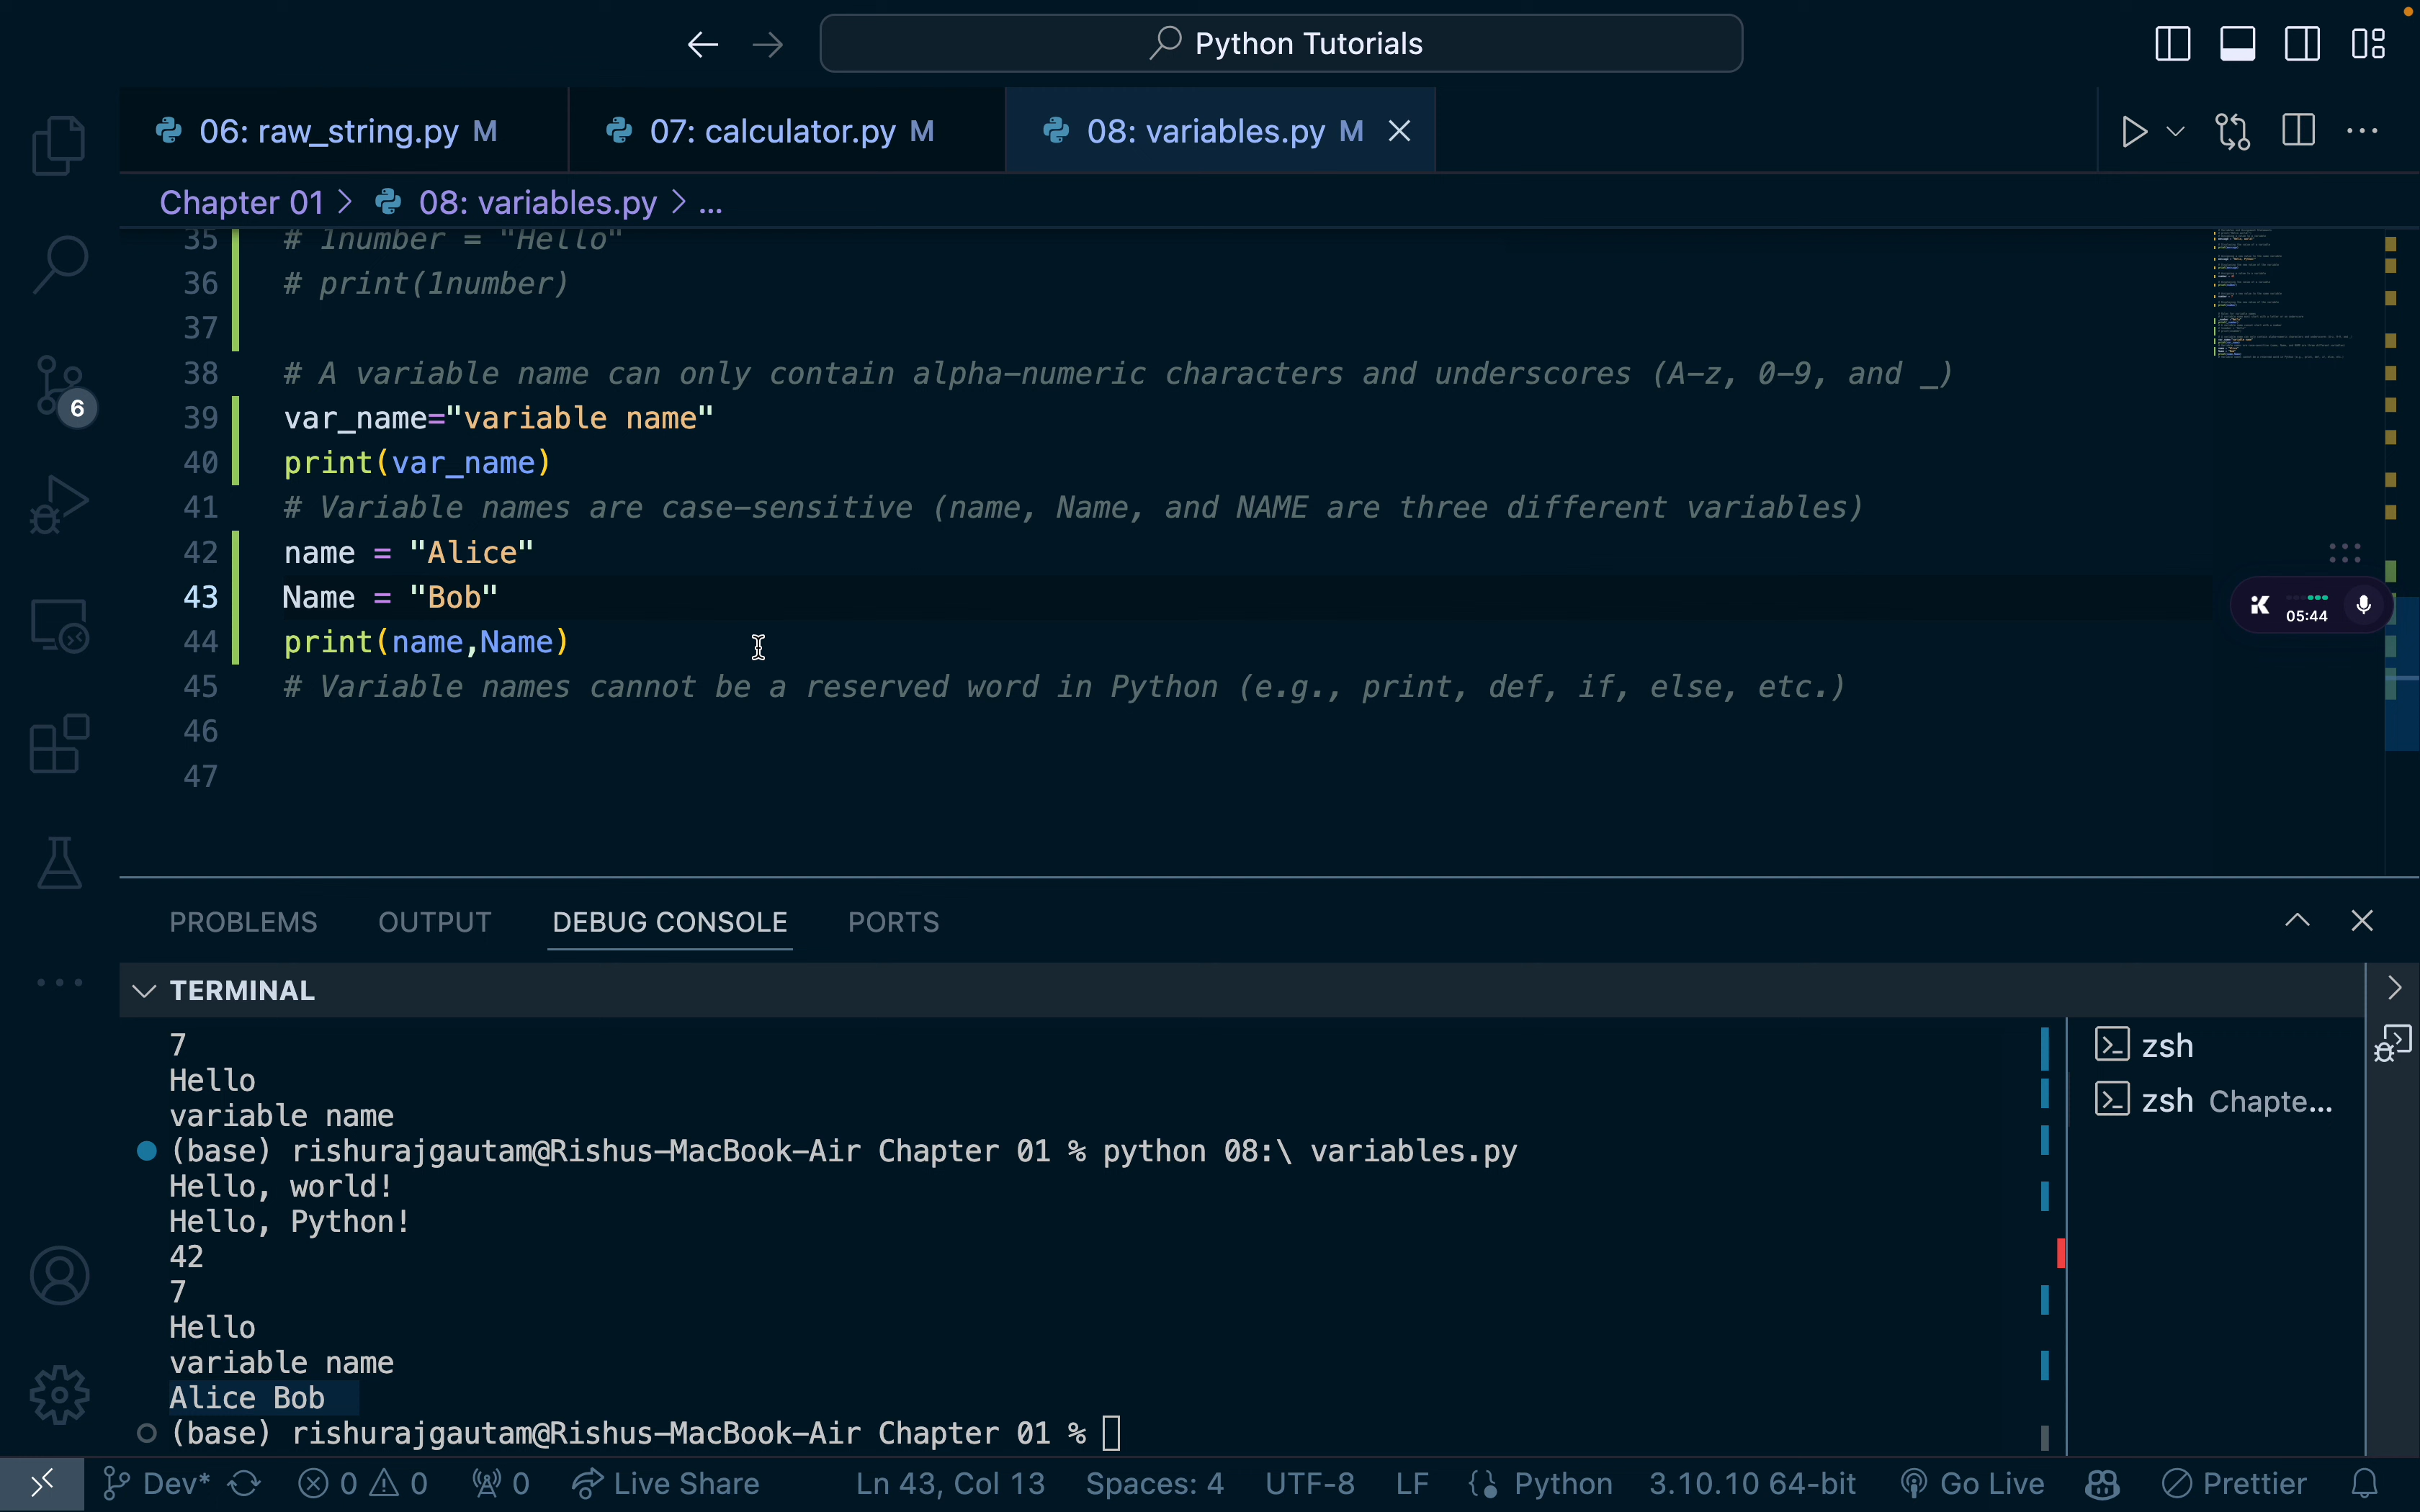 Python Tutorials
06: raw_string.py M
07: calculator.py M
08: variables.py M
Chapter 01 > 08: variables.py > ...
35 # 1number = "Hello"
36 # print(1number)
37
38 # A variable name can only contain alpha-numeric characters and underscores (A-z, 0-9, and _)
39 var_name="variable name"
40 print(var_name)
41 # Variable names are case-sensitive (name, Name, and NAME are three different variables)
42 name = "Alice"
43 Name = "Bob"
44 print(name,Name)
45 # Variable names cannot be a reserved word in Python (e.g., print, def, if, else, etc.)
46
47
6
05:44
PROBLEMS OUTPUT DEBUG CONSOLE PORTS
TERMINAL
7
Hello
variable name
(base) rishurajgautam@Rishus-MacBook-Air Chapter 01 % python 08:\ variables.py
Hello, world!
Hello, Python!
42
7
Hello
variable name
Alice Bob
(base) rishurajgautam@Rishus-MacBook-Air Chapter 01 %
zsh
zsh Chapte...
Dev* 0 0 0 Live Share Ln 43, Col 13 Spaces: 4 UTF-8 LF Python 3.10.10 64-bit Go Live Prettier